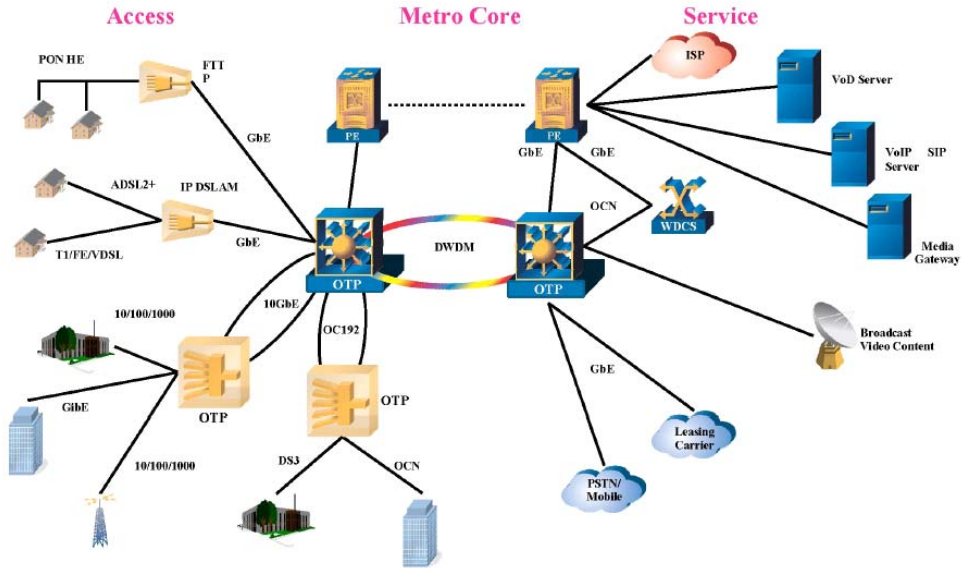 Access
Metro Core
Service
PON HE
FTT
P
ISP
VoD Server
PE
PE
GbE
GbE
GbE
VoIP SIP
Server
ADSL2+
IP DSLAM
OCN
WDCS
GbE
T1/FE/VDSL
DWDM
Media
Gateway
OTP
OTP
10GbE
10/100/1000
OC192
Broadcast
Video Content
GbE
GibE
OTP
OTP
Leasing
Carrier
10/100/1000
DS3
OCN
PSTN/
Mobile